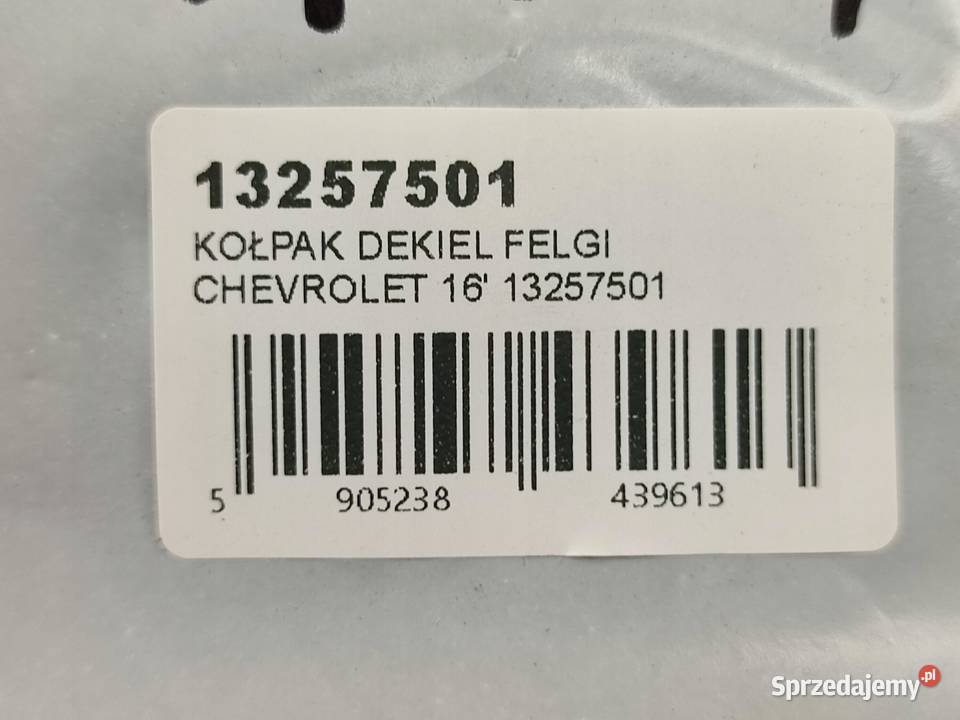 13257501
KOŁPAK DEKIEL FELGI
CHEVROLET 16' 13257501
5 905238 439613
Sprzedajemy.pl